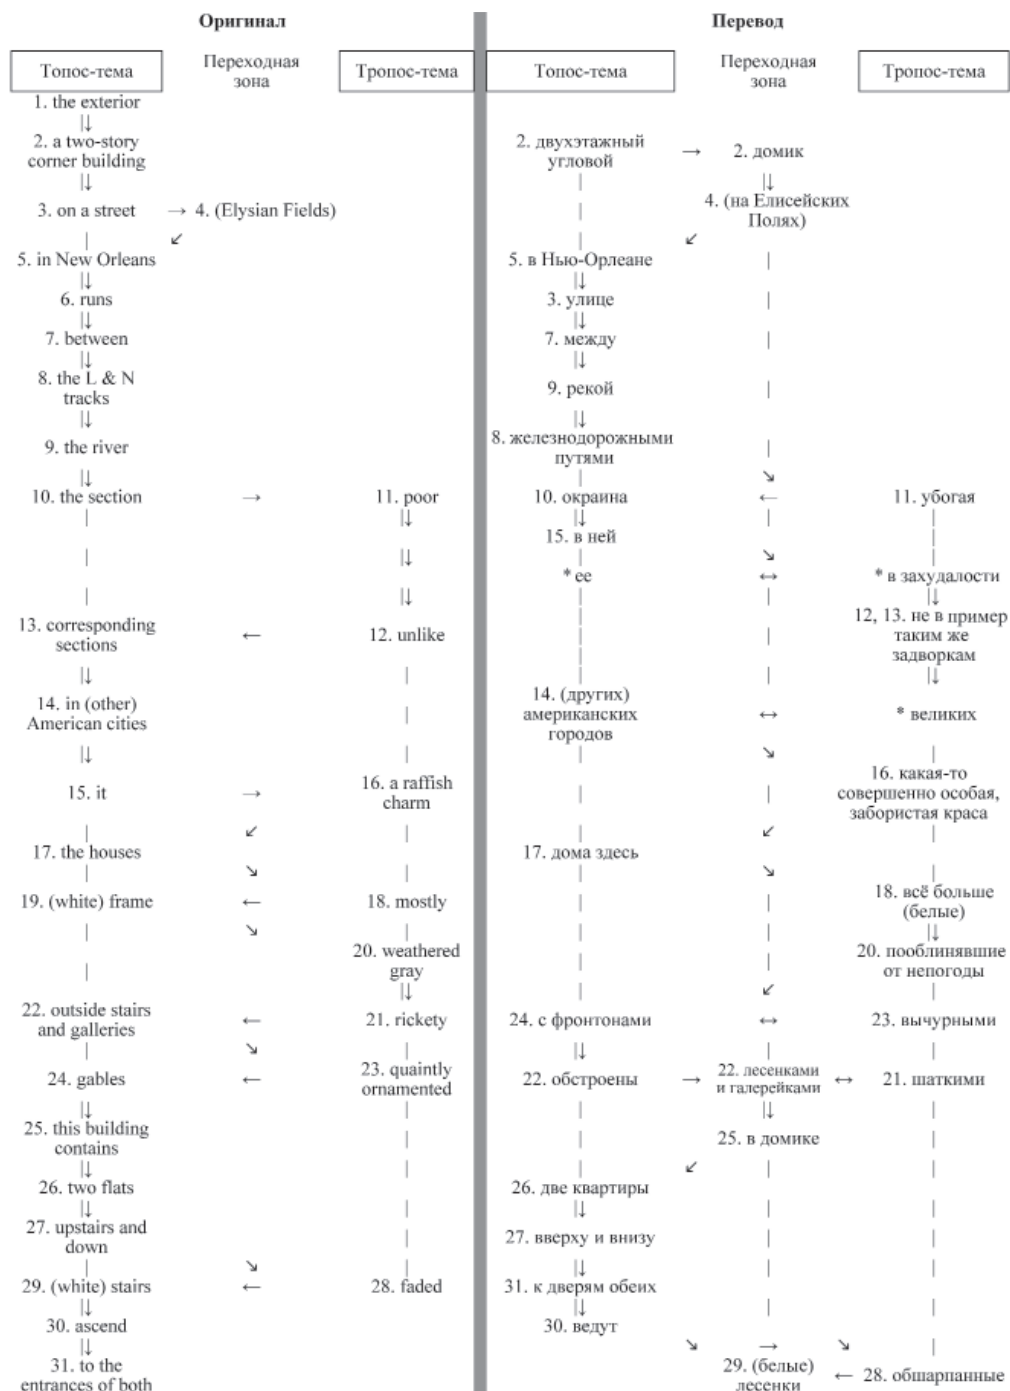 Оригинал
Перевод
Топос-тема
Переходная
зона
Тропос-тема
Топос-тема
Переходная
зона
Тропос-тема
1. the exterior
||↓
2. a two-story
corner building
2. двухэтажный
угловой
→
2. домик
||↓
| ||↓
3. on a street → 4. (Elysian Fields)
| 4. (на Елисейских
Полях)
| ↙
| ↙
5. in New Orleans
5. в Нью-Орлеане |
||↓
||↓
6. runs
3. улице |
||↓
||↓
7. between
7. между |
||↓
||↓
8. the L & N
tracks
9. рекой |
||↓
||↓
9. the river
8. железнодорожными
путями |
||↓
| ↘
10. the section → 11. poor
10. окраина ← 11. убогая
| ||↓
||↓ | |
15. в ней |
| ||↓
| ↘ |
* ее ↔ * в захудалости
| ||↓
| | ||↓
13. corresponding
sections
← 12. unlike
| | 12, 13. не в пример
таким же
задворкам
||↓ |
| | ||↓
14. in (other)
American cities |
14. (других)
американских
городов
↔ * великих
||↓ |
| ↘ |
15. it → 16. a raffish
charm
| | 16. какая-то
совершенно особая,
забористая краса
| ↙ |
| ↙ |
17. the houses |
17. дома здесь | |
| ↘ |
| ↘ |
19. (white) frame ← 18. mostly
| | 18. всё больше
(белые)
| ↘ |
| | ||↓
| 20. weathered
gray
| | 20. пооблинявшие
от непогоды
||↓
| ↙ |
22. outside stairs
and galleries
← 21. rickety
24. с фронтонами ↔ 23. вычурными
| ↘ |
||↓ | |
24. gables ← 23. quaintly
ornamented
22. обстроены → 22. лесенками
и галерейками ↔ 21. шаткими
| |
| ||↓ |
25. this building
contains |
| 25. в домике |
||↓ |
| ↙ |
26. two flats |
26. две квартиры | |
||↓ |
||↓ | |
27. upstairs and
down |
27. вверху и внизу | |
| ↘ |
||↓ | |
29. (white) stairs ← 28. faded
31. к дверям обеих | |
||↓
||↓ | |
30. ascend
30. ведут | |
||↓
↘ → ↘ |
31. to the
entrances of both
29. (белые)
лесенки
← 28. обшарпанные